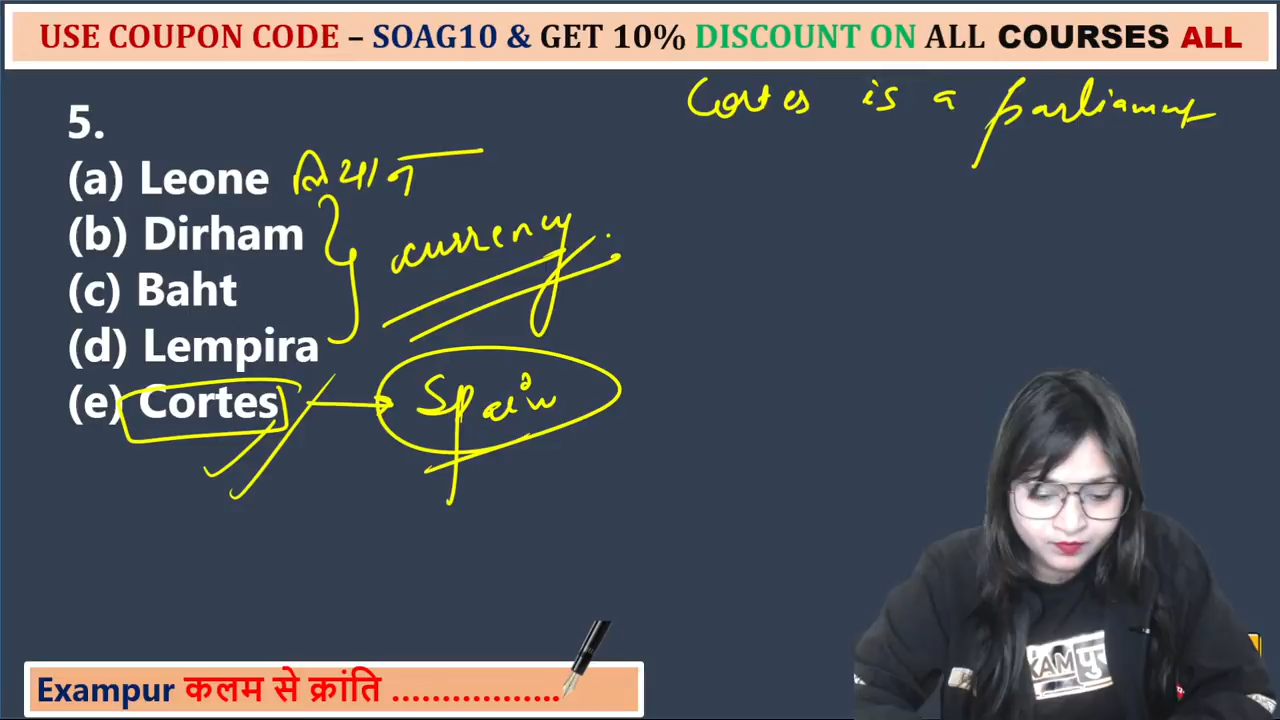 USE COUPON CODE – SOAG10 & GET 10% DISCOUNT ON ALL COURSES ALL
Cortes is a parliament
5.
(a) Leone
(b) Dirham
currency
(c) Baht
(d) Lempira
(e) Cortes
Spain
Exampur कलम से क्रांति ………………..